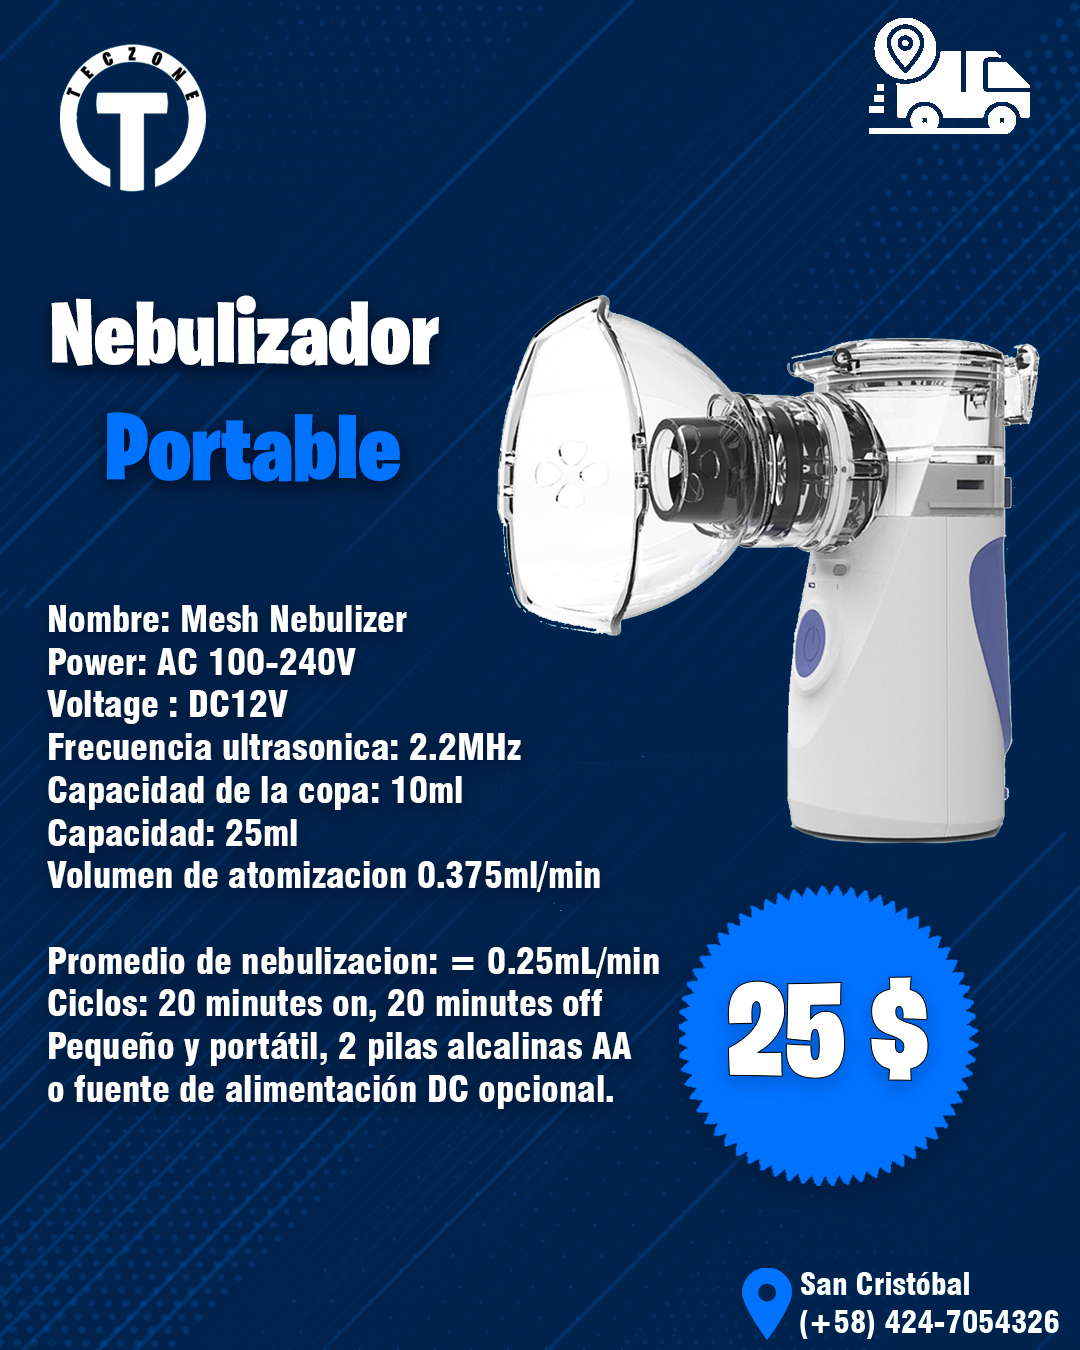 TECZONE
T
Nebulizador
Portable
Nombre: Mesh Nebulizer
Power: AC 100-240V
Voltage : DC12V
Frecuencia ultrasonica: 2.2MHz
Capacidad de la copa: 10ml
Capacidad: 25ml
Volumen de atomizacion 0.375ml/min
Promedio de nebulizacion: = 0.25mL/min
Ciclos: 20 minutes on, 20 minutes off
Pequeño y portátil, 2 pilas alcalinas AA
o fuente de alimentación DC opcional.
25 $
San Cristóbal
(+58) 424-7054326